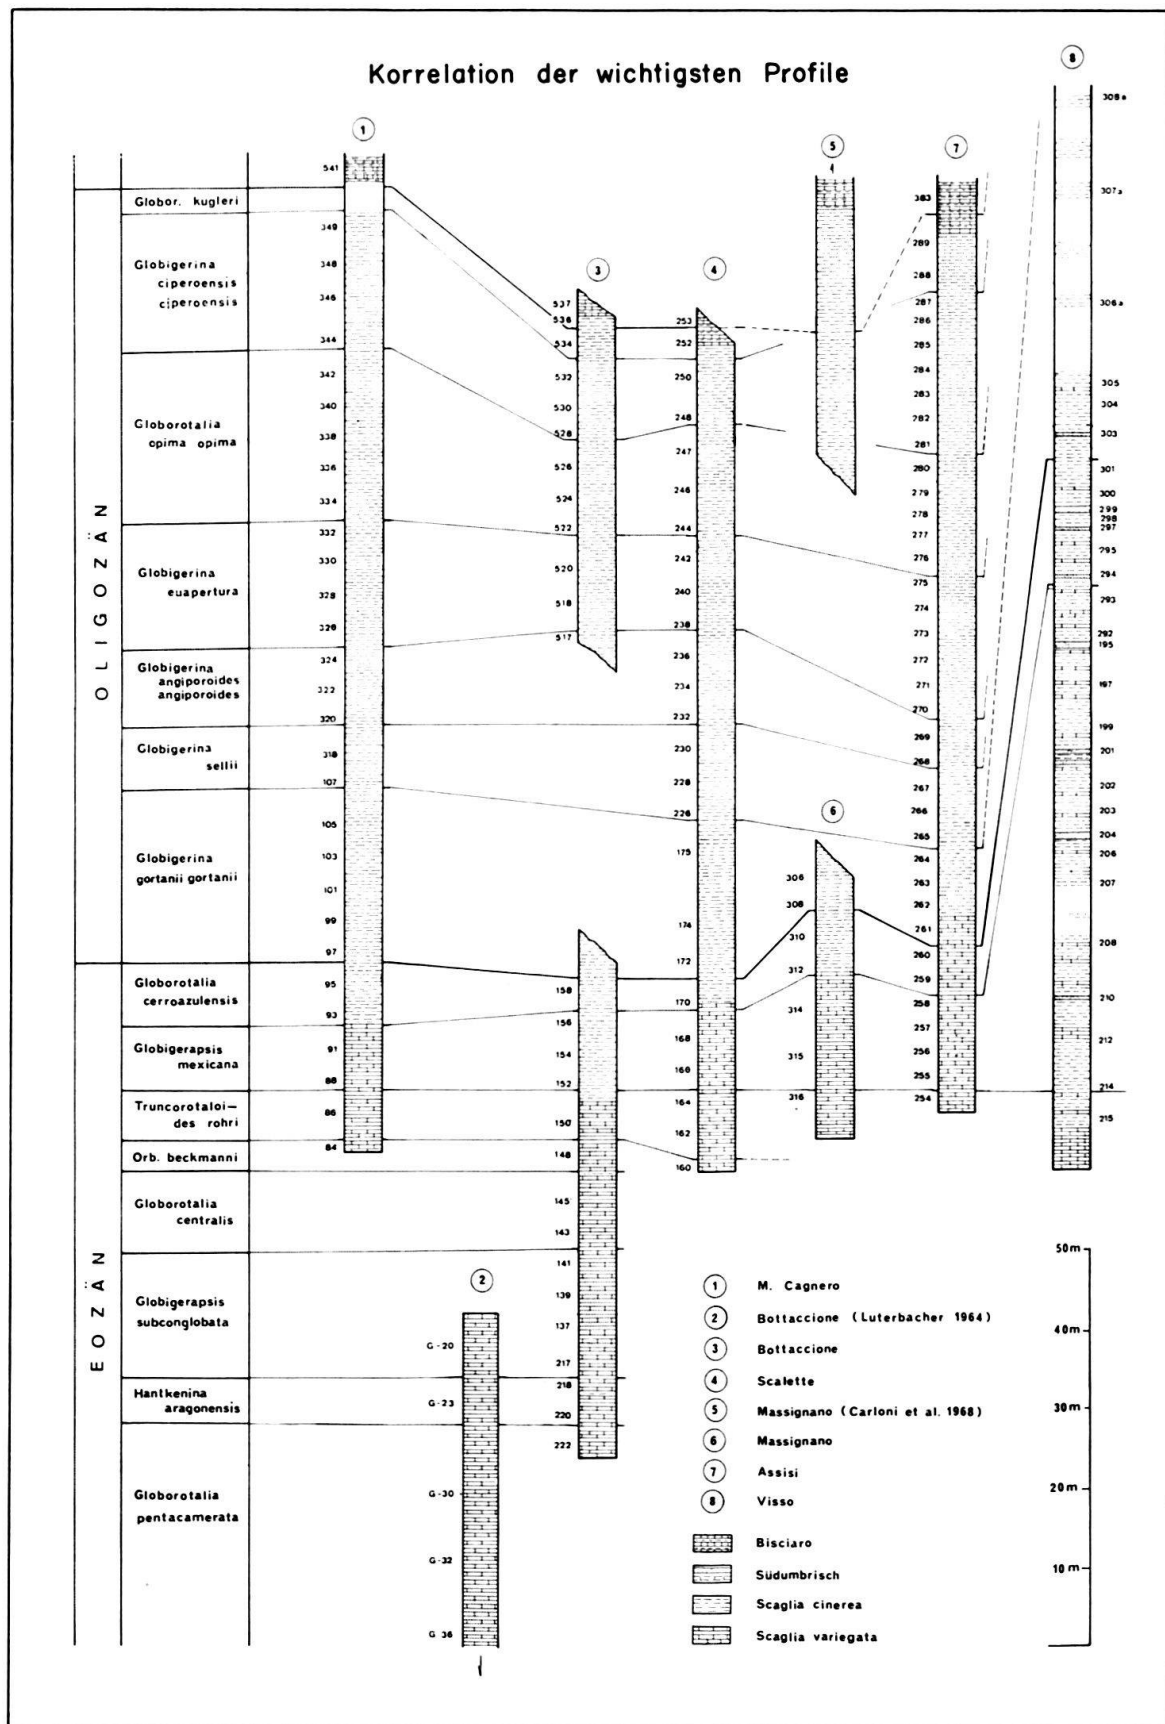 Korrelation der wichtigsten Profile
OLIGOZÄN
EOZÄN
Globor. kugleri
Globigerina
ciperoensis
ciperoensis
Globorotalia
opima opima
Globigerina
euapertura
Globigerina
angiporoides
angiporoides
Globigerina
sellii
Globigerina
gortanii gortanii
Globorotalia
cerroazulensis
Globigerapsis
mexicana
Truncorotaloi-
des rohri
Orb. beckmanni
Globorotalia
centralis
Globigerapsis
subconglobata
Hantkenina
aragonensis
Globorotalia
pentacamerata
1
541
349
348
346
344
342
340
338
336
334
332
330
328
326
324
322
320
318
107
105
103
101
99
97
95
93
91
88
86
84
2
G-20
G-23
G-30
G-32
G 36
3
537
536
534
532
530
528
526
524
522
520
518
517
158
156
154
152
150
148
145
143
141
139
137
217
218
220
222
4
253
252
250
248
247
246
244
242
240
238
236
234
232
230
228
226
175
174
172
170
168
166
164
162
160
5
6
306
308
310
312
314
315
316
7
383
289
288
287
286
285
284
283
282
281
280
279
278
277
276
275
274
273
272
271
270
269
268
267
266
265
264
263
262
261
260
259
258
257
256
255
254
8
308a
307a
306a
305
304
303
301
300
299
298
297
295
294
293
292
195
197
199
201
202
203
204
206
207
208
210
212
214
215
1 M. Cagnero
2 Bottaccione (Luterbacher 1964)
3 Bottaccione
4 Scalette
5 Massignano (Carloni et al. 1968)
6 Massignano
7 Assisi
8 Visso
Bisciaro
Südumbrisch
Scaglia cinerea
Scaglia variegata
50m
40m
30m
20m
10m